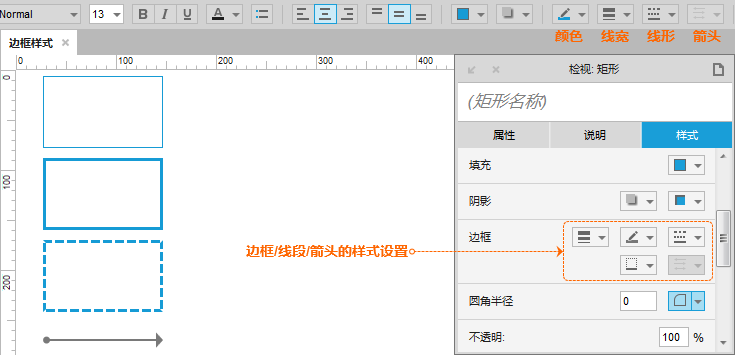 Normal 13 B I U A
颜色 线宽 线形 箭头
边框样式
0 100 200 300 400
0
100
200
检视: 矩形
(矩形名称)
属性 说明 样式
填充
阴影
边框
边框/线段/箭头的样式设置
圆角半径 0
不透明: 100 %